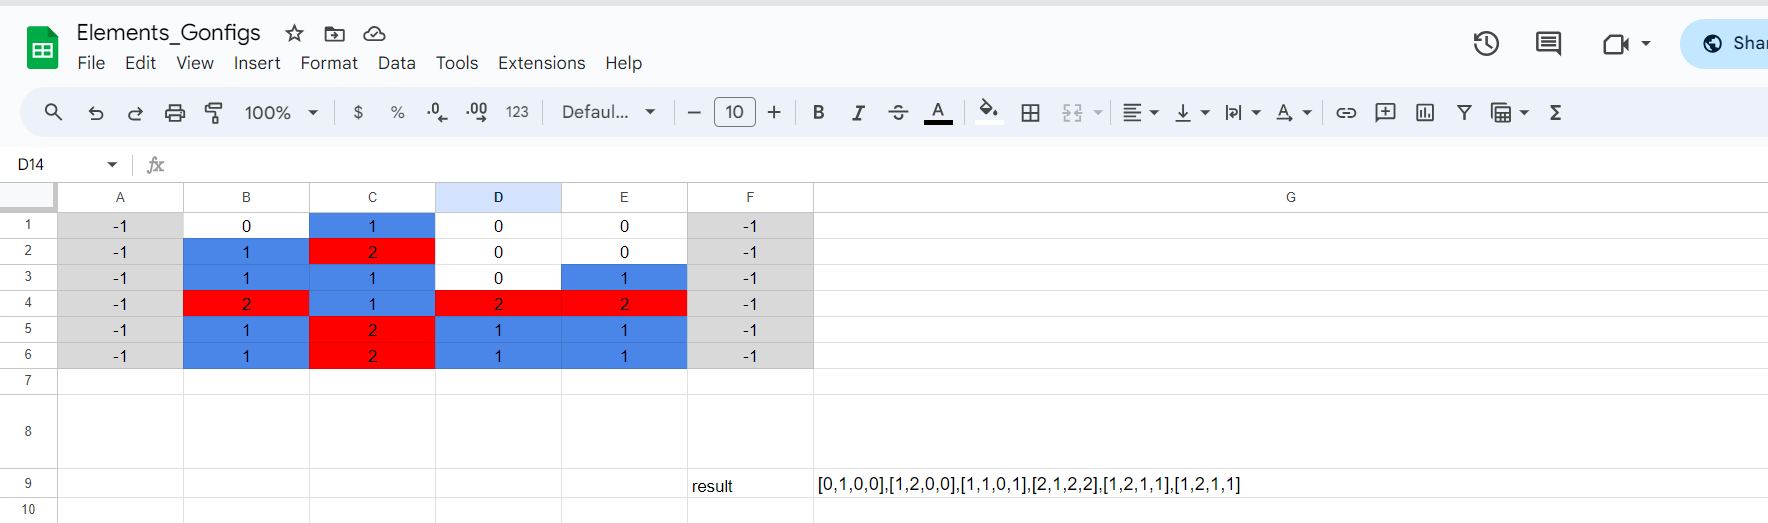 Elements_Gonfigs
File Edit View Insert Format Data Tools Extensions Help
Shar
100% $ % .0 .00 123 Defaul... 10 B I S A A Σ
D14 fx
A B C D E F G
1 -1 0 1 0 0 -1
2 -1 1 2 0 0 -1
3 -1 1 1 0 1 -1
4 -1 2 1 2 2 -1
5 -1 1 2 1 1 -1
6 -1 1 2 1 1 -1
7
8
9 result [0,1,0,0],[1,2,0,0],[1,1,0,1],[2,1,2,2],[1,2,1,1],[1,2,1,1]
10